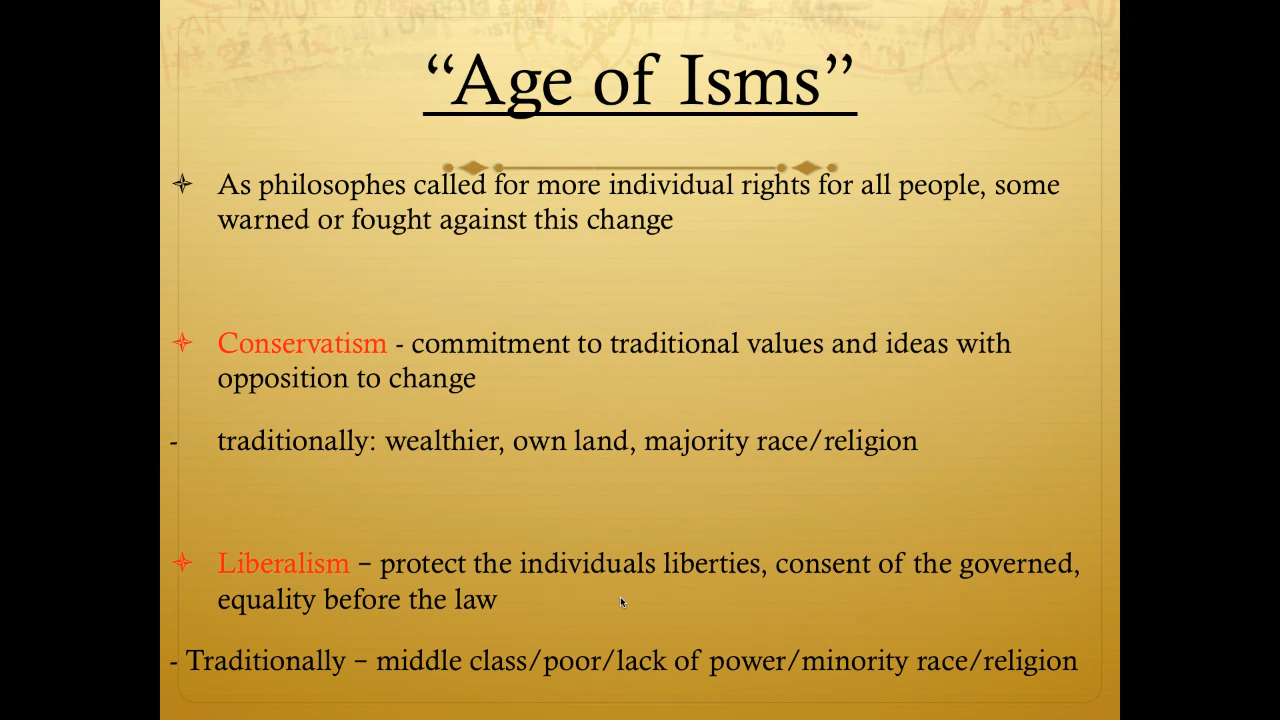 “Age of Isms”
As philosophes called for more individual rights for all people, some
warned or fought against this change
Conservatism - commitment to traditional values and ideas with
opposition to change
- traditionally: wealthier, own land, majority race/religion
Liberalism – protect the individuals liberties, consent of the governed,
equality before the law
- Traditionally – middle class/poor/lack of power/minority race/religion